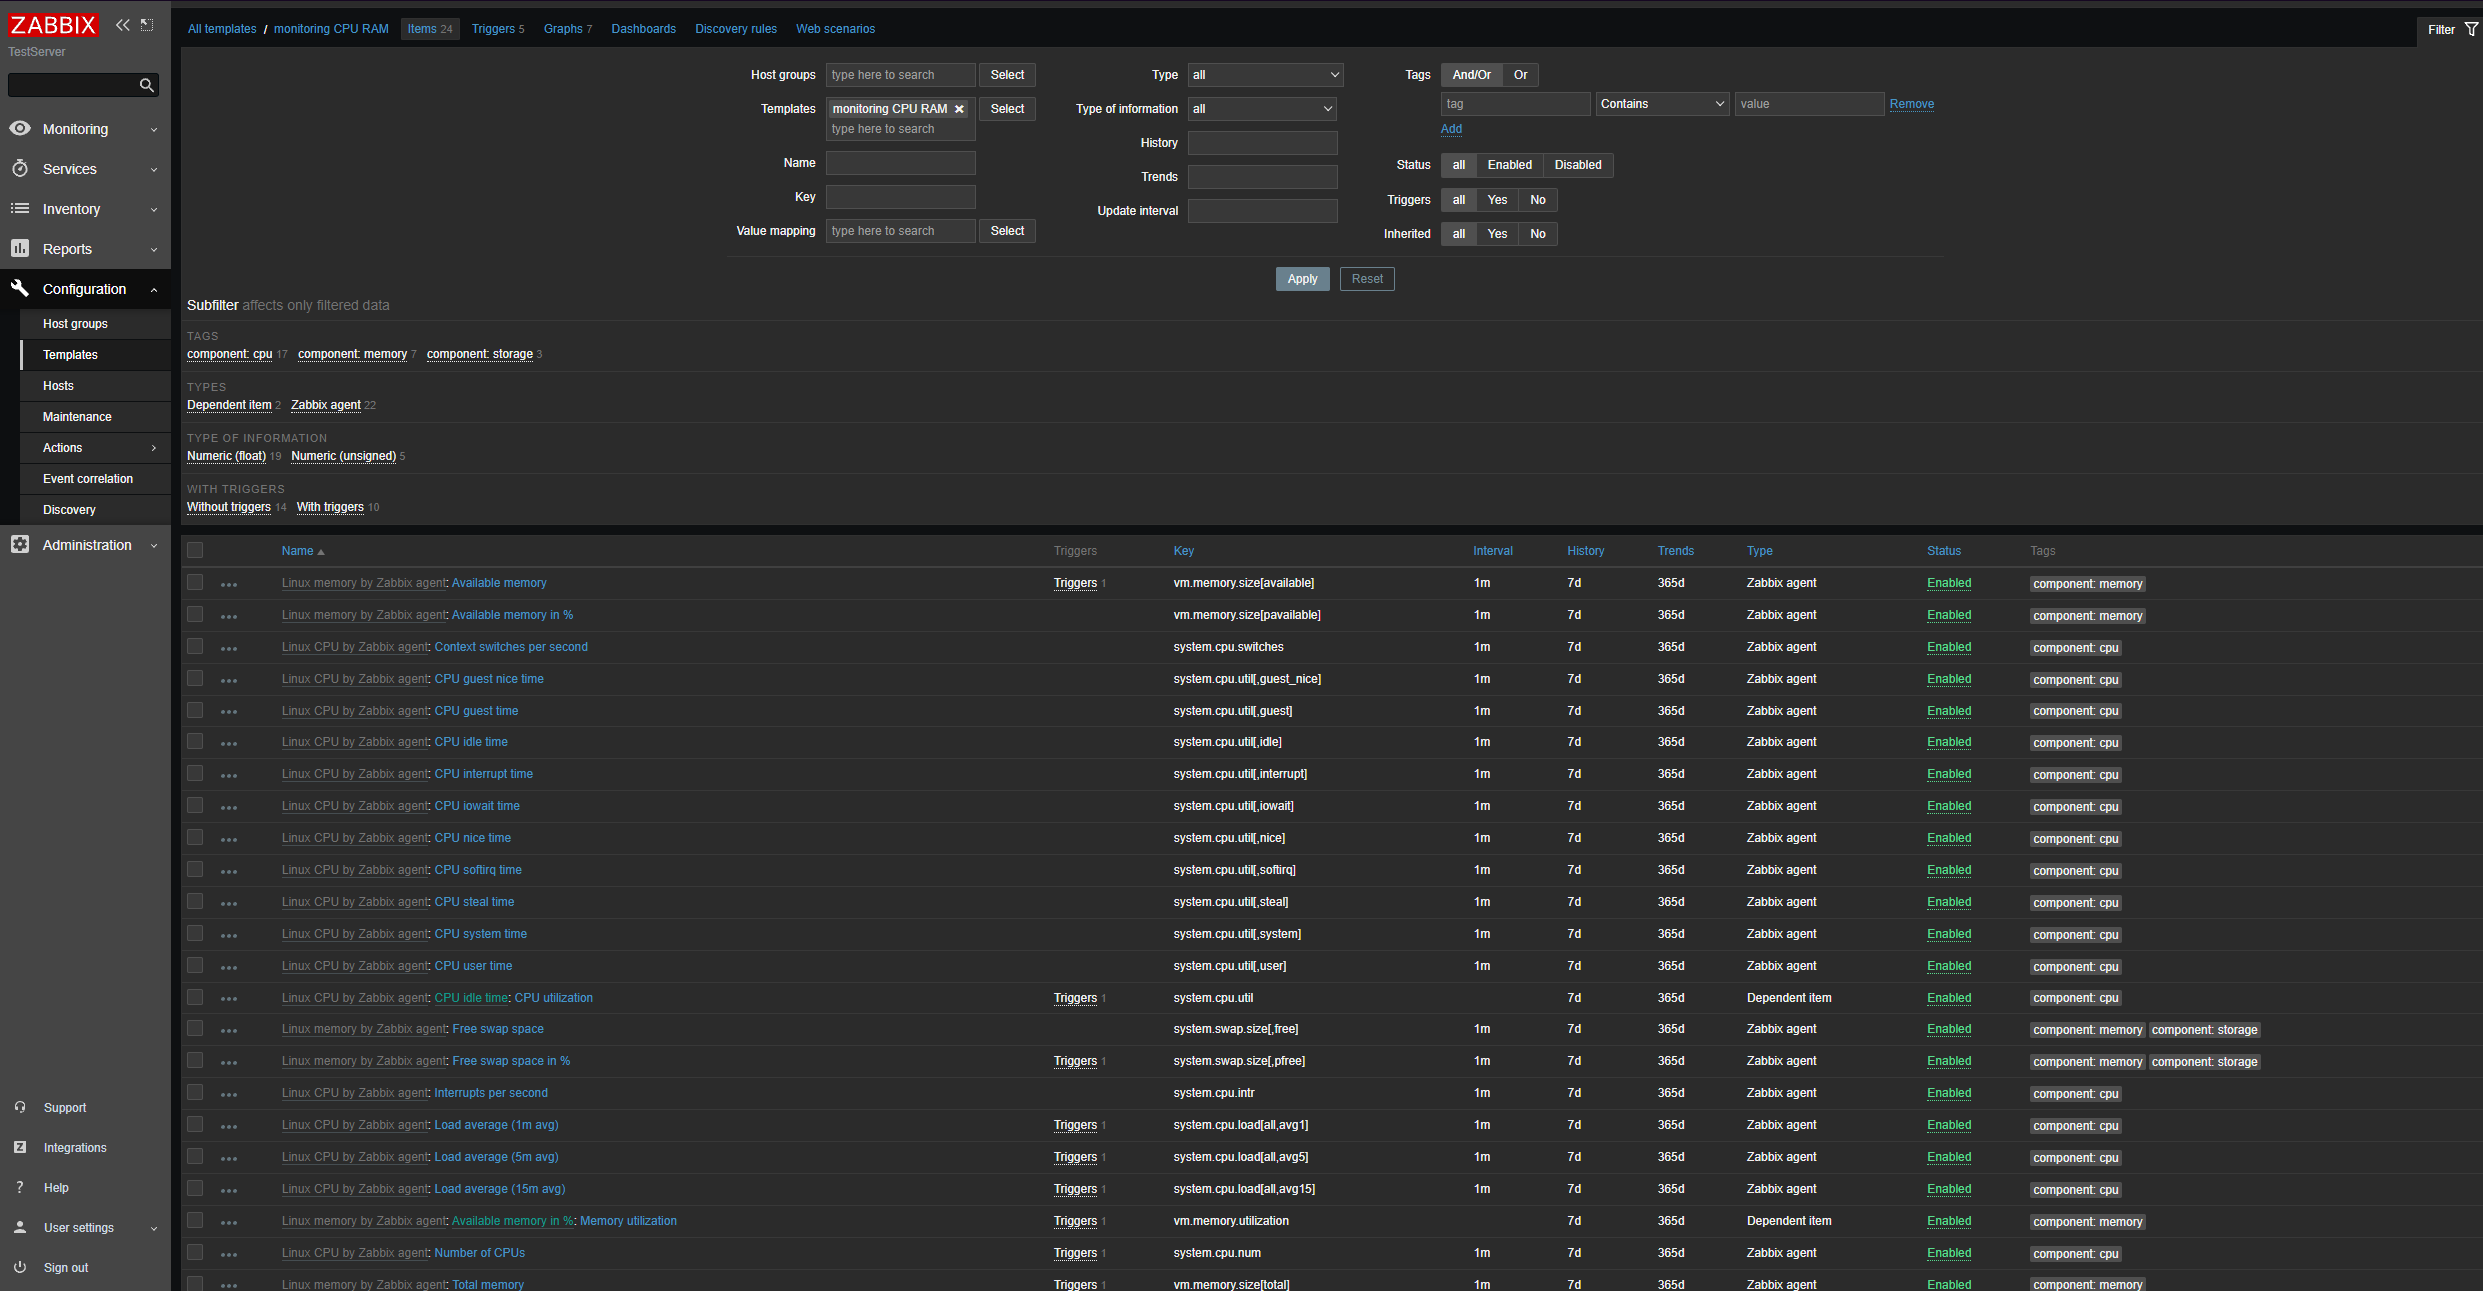 ZABBIX
TestServer
Monitoring
Services
Inventory
Reports
Configuration
Host groups
Templates
Hosts
Maintenance
Actions
Event correlation
Discovery
Administration
Support
Integrations
Help
User settings
Sign out
All templates / monitoring CPU RAM Items 24 Triggers 5 Graphs 7 Dashboards Discovery rules Web scenarios
Filter
Host groups type here to search Select
Templates monitoring CPU RAM Select
type here to search
Name
Key
Value mapping type here to search Select
Type all
Type of information all
History
Trends
Update interval
Tags And/Or Or
tag Contains value Remove
Add
Status all Enabled Disabled
Triggers all Yes No
Inherited all Yes No
Apply Reset
Subfilter affects only filtered data
TAGS
component: cpu 17 component: memory 7 component: storage 3
TYPES
Dependent item 2 Zabbix agent 22
TYPE OF INFORMATION
Numeric (float) 19 Numeric (unsigned) 5
WITH TRIGGERS
Without triggers 14 With triggers 10
Name Triggers Key Interval History Trends Type Status Tags
Linux memory by Zabbix agent: Available memory Triggers 1 vm.memory.size[available] 1m 7d 365d Zabbix agent Enabled component: memory
Linux memory by Zabbix agent: Available memory in % vm.memory.size[pavailable] 1m 7d 365d Zabbix agent Enabled component: memory
Linux CPU by Zabbix agent: Context switches per second system.cpu.switches 1m 7d 365d Zabbix agent Enabled component: cpu
Linux CPU by Zabbix agent: CPU guest nice time system.cpu.util[,guest_nice] 1m 7d 365d Zabbix agent Enabled component: cpu
Linux CPU by Zabbix agent: CPU guest time system.cpu.util[,guest] 1m 7d 365d Zabbix agent Enabled component: cpu
Linux CPU by Zabbix agent: CPU idle time system.cpu.util[,idle] 1m 7d 365d Zabbix agent Enabled component: cpu
Linux CPU by Zabbix agent: CPU interrupt time system.cpu.util[,interrupt] 1m 7d 365d Zabbix agent Enabled component: cpu
Linux CPU by Zabbix agent: CPU iowait time system.cpu.util[,iowait] 1m 7d 365d Zabbix agent Enabled component: cpu
Linux CPU by Zabbix agent: CPU nice time system.cpu.util[,nice] 1m 7d 365d Zabbix agent Enabled component: cpu
Linux CPU by Zabbix agent: CPU softirq time system.cpu.util[,softirq] 1m 7d 365d Zabbix agent Enabled component: cpu
Linux CPU by Zabbix agent: CPU steal time system.cpu.util[,steal] 1m 7d 365d Zabbix agent Enabled component: cpu
Linux CPU by Zabbix agent: CPU system time system.cpu.util[,system] 1m 7d 365d Zabbix agent Enabled component: cpu
Linux CPU by Zabbix agent: CPU user time system.cpu.util[,user] 1m 7d 365d Zabbix agent Enabled component: cpu
Linux CPU by Zabbix agent: CPU idle time: CPU utilization Triggers 1 system.cpu.util 7d 365d Dependent item Enabled component: cpu
Linux memory by Zabbix agent: Free swap space system.swap.size[,free] 1m 7d 365d Zabbix agent Enabled component: memory component: storage
Linux memory by Zabbix agent: Free swap space in % Triggers 1 system.swap.size[,pfree] 1m 7d 365d Zabbix agent Enabled component: memory component: storage
Linux CPU by Zabbix agent: Interrupts per second system.cpu.intr 1m 7d 365d Zabbix agent Enabled component: cpu
Linux CPU by Zabbix agent: Load average (1m avg) Triggers 1 system.cpu.load[all,avg1] 1m 7d 365d Zabbix agent Enabled component: cpu
Linux CPU by Zabbix agent: Load average (5m avg) Triggers 1 system.cpu.load[all,avg5] 1m 7d 365d Zabbix agent Enabled component: cpu
Linux CPU by Zabbix agent: Load average (15m avg) Triggers 1 system.cpu.load[all,avg15] 1m 7d 365d Zabbix agent Enabled component: cpu
Linux memory by Zabbix agent: Available memory in %: Memory utilization Triggers 1 vm.memory.utilization 7d 365d Dependent item Enabled component: memory
Linux CPU by Zabbix agent: Number of CPUs Triggers 1 system.cpu.num 1m 7d 365d Zabbix agent Enabled component: cpu
Linux memory by Zabbix agent: Total memory Triggers 1 vm.memory.size[total] 1m 7d 365d Zabbix agent Enabled component: memory